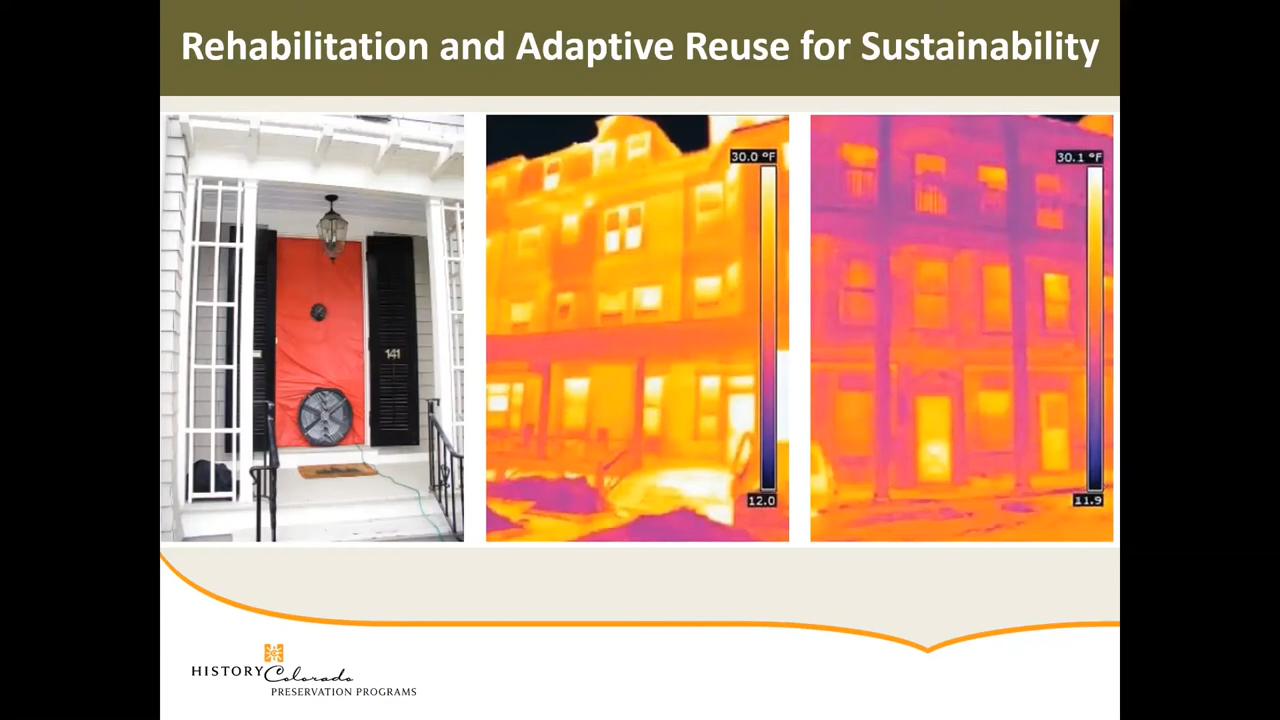 Rehabilitation and Adaptive Reuse for Sustainability
141
30.0 °F
12.0
30.1 °F
11.9
HISTORY Colorado
PRESERVATION PROGRAMS